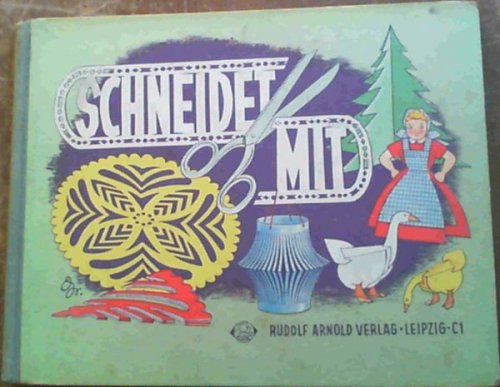 SCHNEIDET
MIT
RUDOLF ARNOLD VERLAG • LEIPZIG-C1